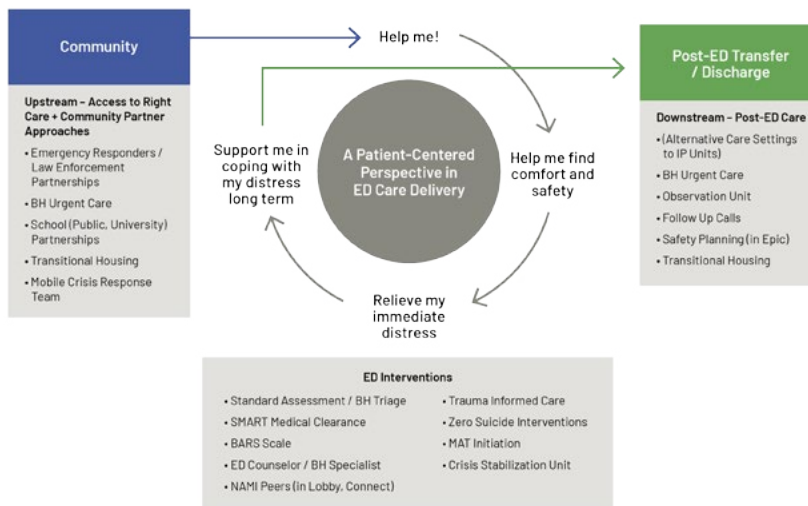 Community
Upstream – Access to Right
Care + Community Partner
Approaches
• Emergency Responders /
Law Enforcement
Partnerships
• BH Urgent Care
• School (Public, University)
Partnerships
• Transitional Housing
• Mobile Crisis Response
Team
Help me!
Help me find
comfort and
safety
Relieve my
immediate
distress
Support me in
coping with
my distress
long term
A Patient-Centered
Perspective in
ED Care Delivery
Post-ED Transfer
/ Discharge
Downstream – Post-ED Care
• (Alternative Care Settings
to IP Units)
• BH Urgent Care
• Observation Unit
• Follow Up Calls
• Safety Planning (in Epic)
• Transitional Housing
ED Interventions
• Standard Assessment / BH Triage
• SMART Medical Clearance
• BARS Scale
• ED Counselor / BH Specialist
• NAMI Peers (in Lobby, Connect)
• Trauma Informed Care
• Zero Suicide Interventions
• MAT Initiation
• Crisis Stabilization Unit